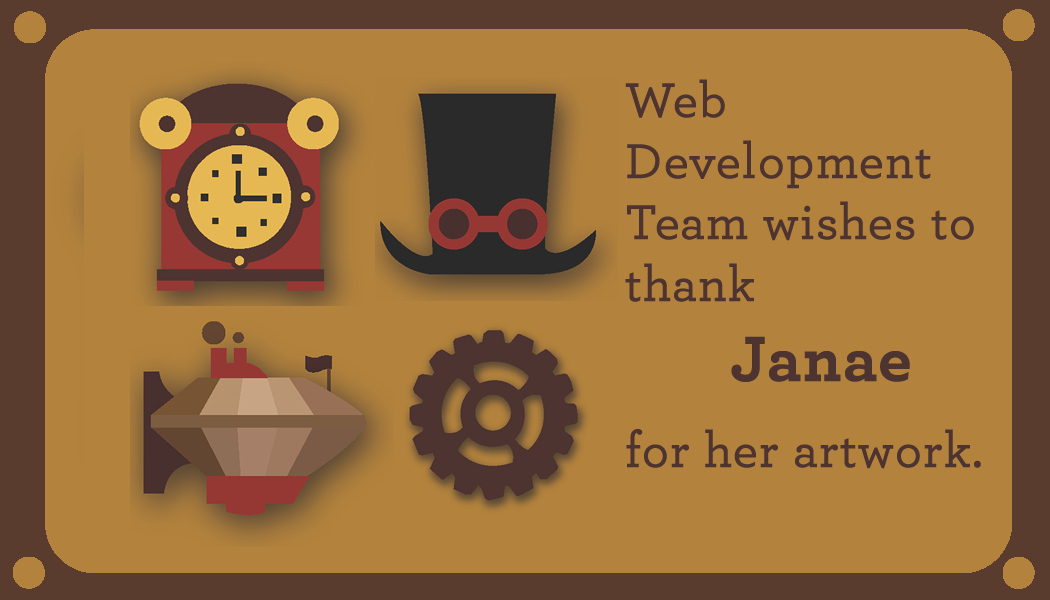 Web
Development
Team wishes to
thank
Janae
for her artwork.